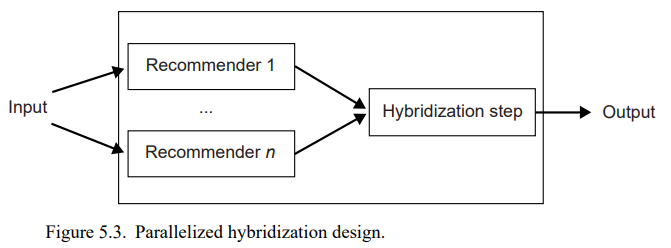 Recommender 1
Input
...
Hybridization step
Output
Recommender n
Figure 5.3. Parallelized hybridization design.